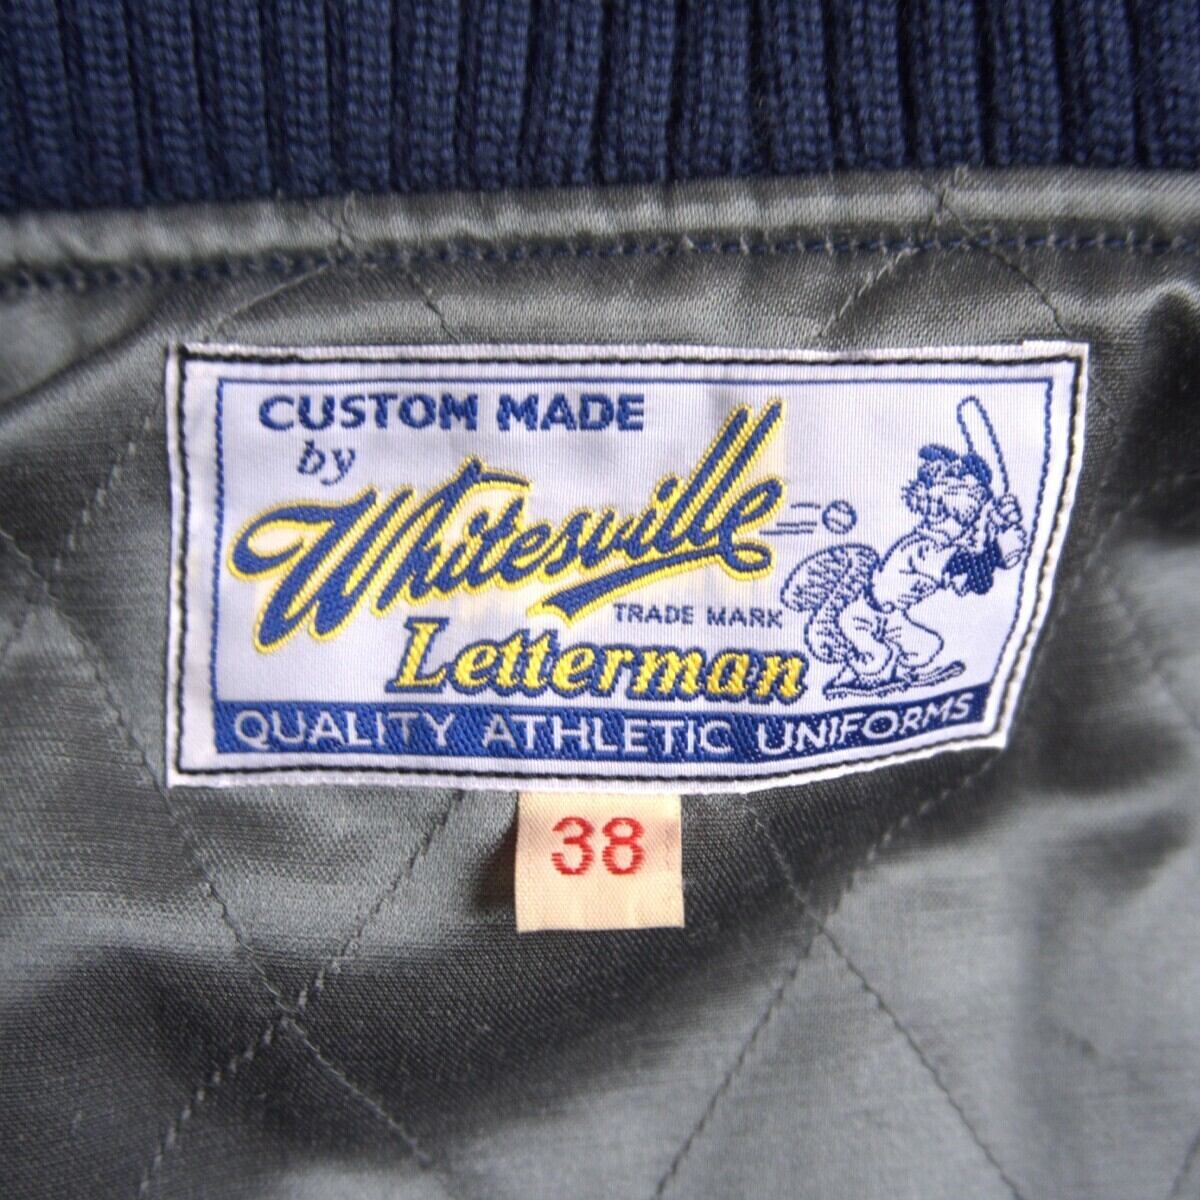 CUSTOM MADE
by
Whitesville
TRADE MARK
Letterman
QUALITY ATHLETIC UNIFORMS
38